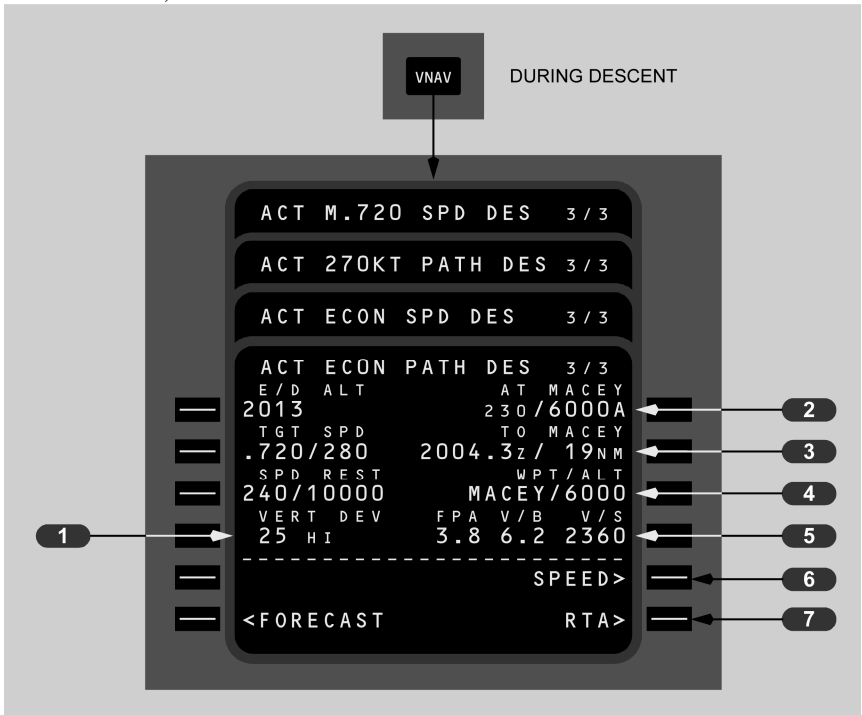 VNAV
DURING DESCENT
ACT M.720 SPD DES 3/3
ACT 270KT PATH DES 3/3
ACT ECON SPD DES 3/3
ACT ECON PATH DES 3/3
E/D ALT AT MACEY
2013 230/6000A
2
TGT SPD TO MACEY
.720/280 2004.3Z/ 19NM
3
SPD REST WPT/ALT
240/10000 MACEY/6000
4
VERT DEV FPA V/B V/S
1
25 HI 3.8 6.2 2360
5
------------------------
SPEED>
6
<FORECAST RTA>
7